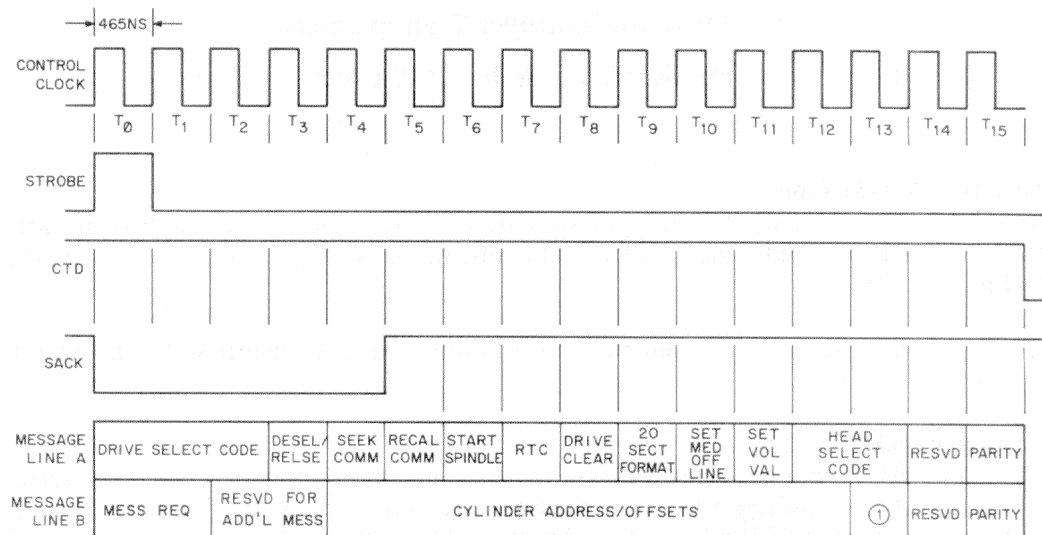 465NS
CONTROL
CLOCK
TØ T1 T2 T3 T4 T5 T6 T7 T8 T9 T10 T11 T12 T13 T14 T15
STROBE
CTD
SACK
MESSAGE
LINE A
DRIVE SELECT CODE
DESEL/
RELSE
SEEK
COMM
RECAL
COMM
START
SPINDLE
RTC
DRIVE
CLEAR
20
SECT
FORMAT
SET
MED
OFF
LINE
SET
VOL
VAL
HEAD
SELECT
CODE
RESVD
PARITY
MESSAGE
LINE B
MESS REQ
RESVD FOR
ADD'L MESS
CYLINDER ADDRESS/OFFSETS
①
RESVD
PARITY